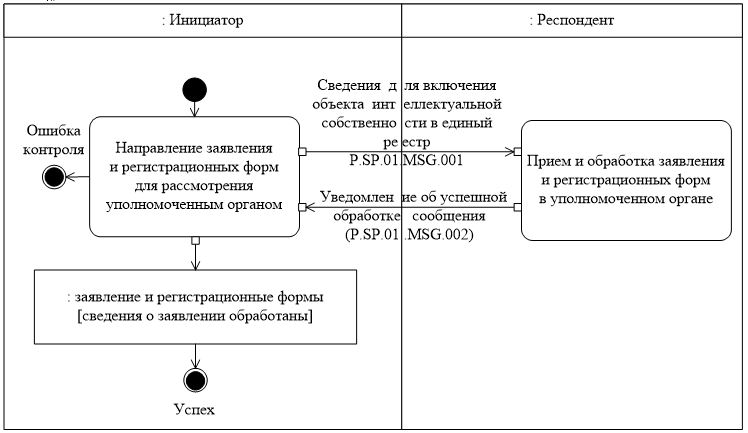 : Инициатор
: Респондент
Сведения для включения
объекта интеллектуальной
собственности в единый
реестр
P.SP.01.MSG.001
Ошибка
контроля
Направление заявления
и регистрационных форм
для рассмотрения
уполномоченным органом
Прием и обработка заявления
и регистрационных форм
в уполномоченном органе
Уведомление об успешной
обработке сообщения
(P.SP.01.MSG.002)
: заявление и регистрационные формы
[сведения о заявлении обработаны]
Успех